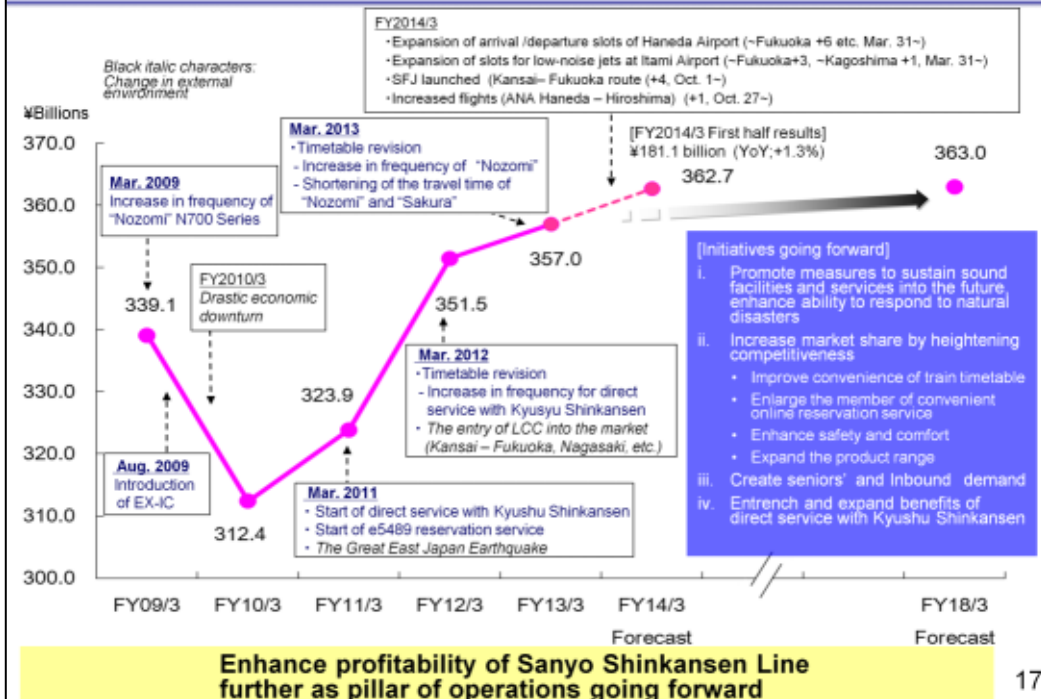 FY2014/3
・Expansion of arrival /departure slots of Haneda Airport (~Fukuoka +6 etc. Mar. 31~)
・Expansion of slots for low-noise jets at Itami Airport (~Fukuoka+3, ~Kagoshima +1, Mar. 31~)
・SFJ launched (Kansai– Fukuoka route (+4, Oct. 1~)
・Increased flights (ANA Haneda – Hiroshima) (+1, Oct. 27~)
Black italic characters:
Change in external
environment
¥Billions
370.0
360.0
350.0
340.0
330.0
320.0
310.0
300.0
Mar. 2009
Increase in frequency of
“Nozomi” N700 Series
Mar. 2013
・Timetable revision
- Increase in frequency of “Nozomi”
- Shortening of the travel time of
“Nozomi” and “Sakura”
[FY2014/3 First half results]
¥181.1 billion (YoY;+1.3%)
362.7
363.0
357.0
351.5
339.1
323.9
312.4
FY2010/3
Drastic economic
downturn
Aug. 2009
Introduction
of EX-IC
Mar. 2012
・Timetable revision
- Increase in frequency for direct
service with Kyusyu Shinkansen
・The entry of LCC into the market
(Kansai – Fukuoka, Nagasaki, etc.)
Mar. 2011
・Start of direct service with Kyushu Shinkansen
・Start of e5489 reservation service
・The Great East Japan Earthquake
[Initiatives going forward]
i. Promote measures to sustain sound
facilities and services into the future,
enhance ability to respond to natural
disasters
ii. Increase market share by heightening
competitiveness
• Improve convenience of train timetable
• Enlarge the member of convenient
online reservation service
• Enhance safety and comfort
• Expand the product range
iii. Create seniors’ and Inbound demand
iv. Entrench and expand benefits of
direct service with Kyushu Shinkansen
FY09/3 FY10/3 FY11/3 FY12/3 FY13/3 FY14/3 FY18/3
Forecast Forecast
Enhance profitability of Sanyo Shinkansen Line
further as pillar of operations going forward
17